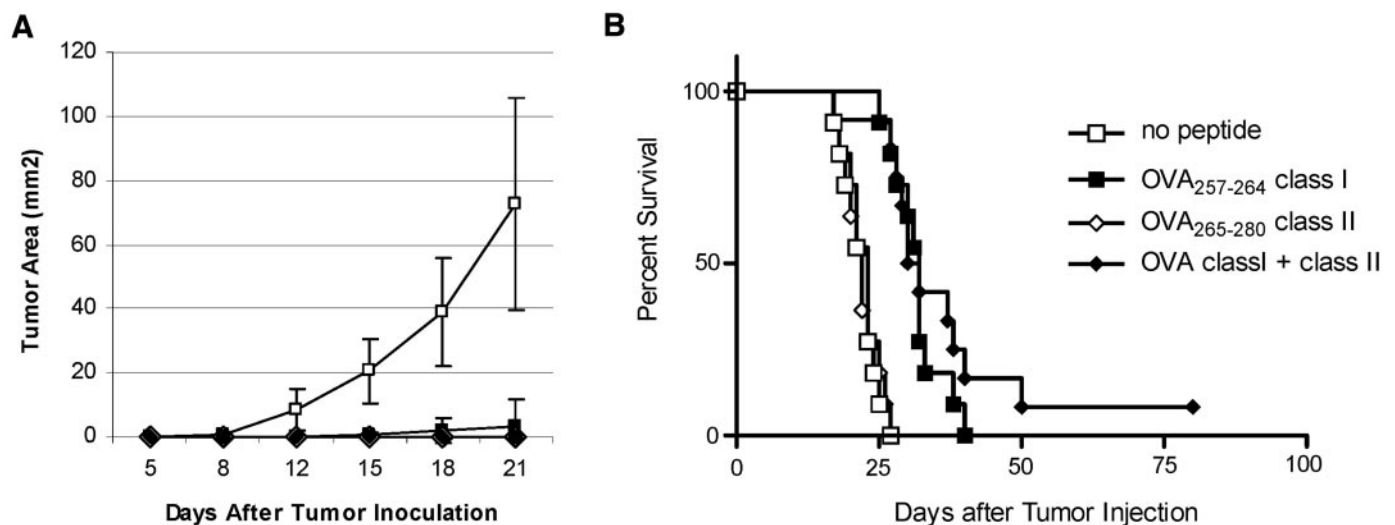 A
120
100
80
60
40
20
0
Tumor Area (mm2)
5 8 12 15 18 21
Days After Tumor Inoculation
B
100
50
0
Percent Survival
0 25 50 75 100
Days after Tumor Injection
no peptide
OVA257-264 class I
OVA265-280 class II
OVA classI + class II